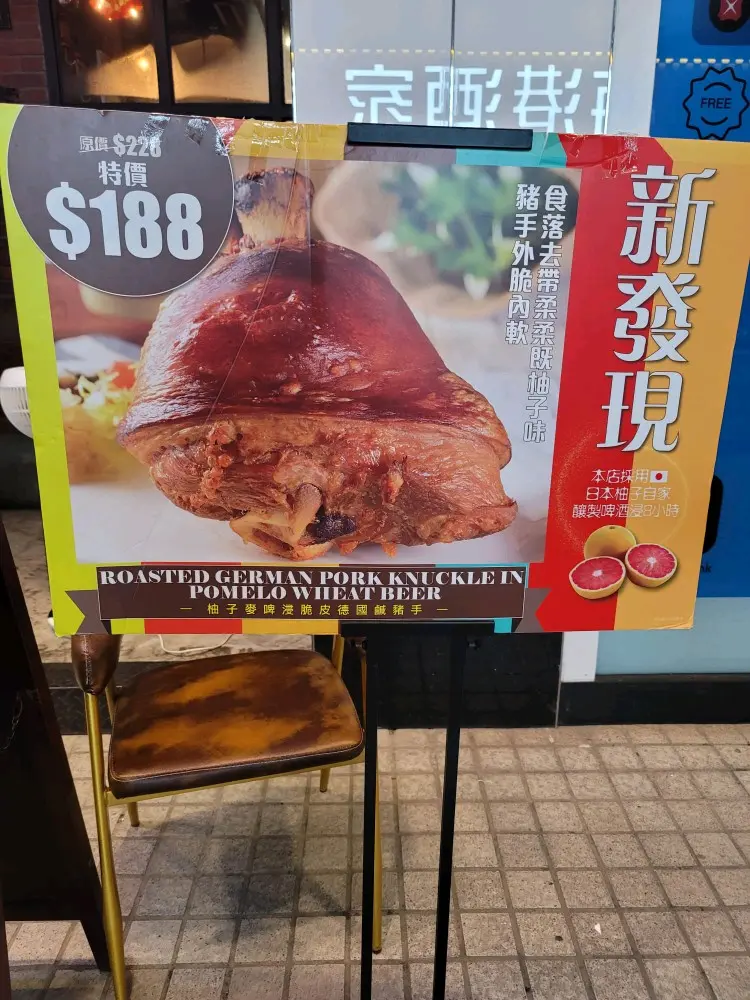 原價 $228
特價
$188
豬手外脆內軟
食落去帶柔柔既柚子味
新發現
本店採用
日本柚子自家
釀製啤酒浸8小時
ROASTED GERMAN PORK KNUCKLE IN
POMELO WHEAT BEER
— 柚子麥啤浸脆皮德國鹹豬手 —
FREE